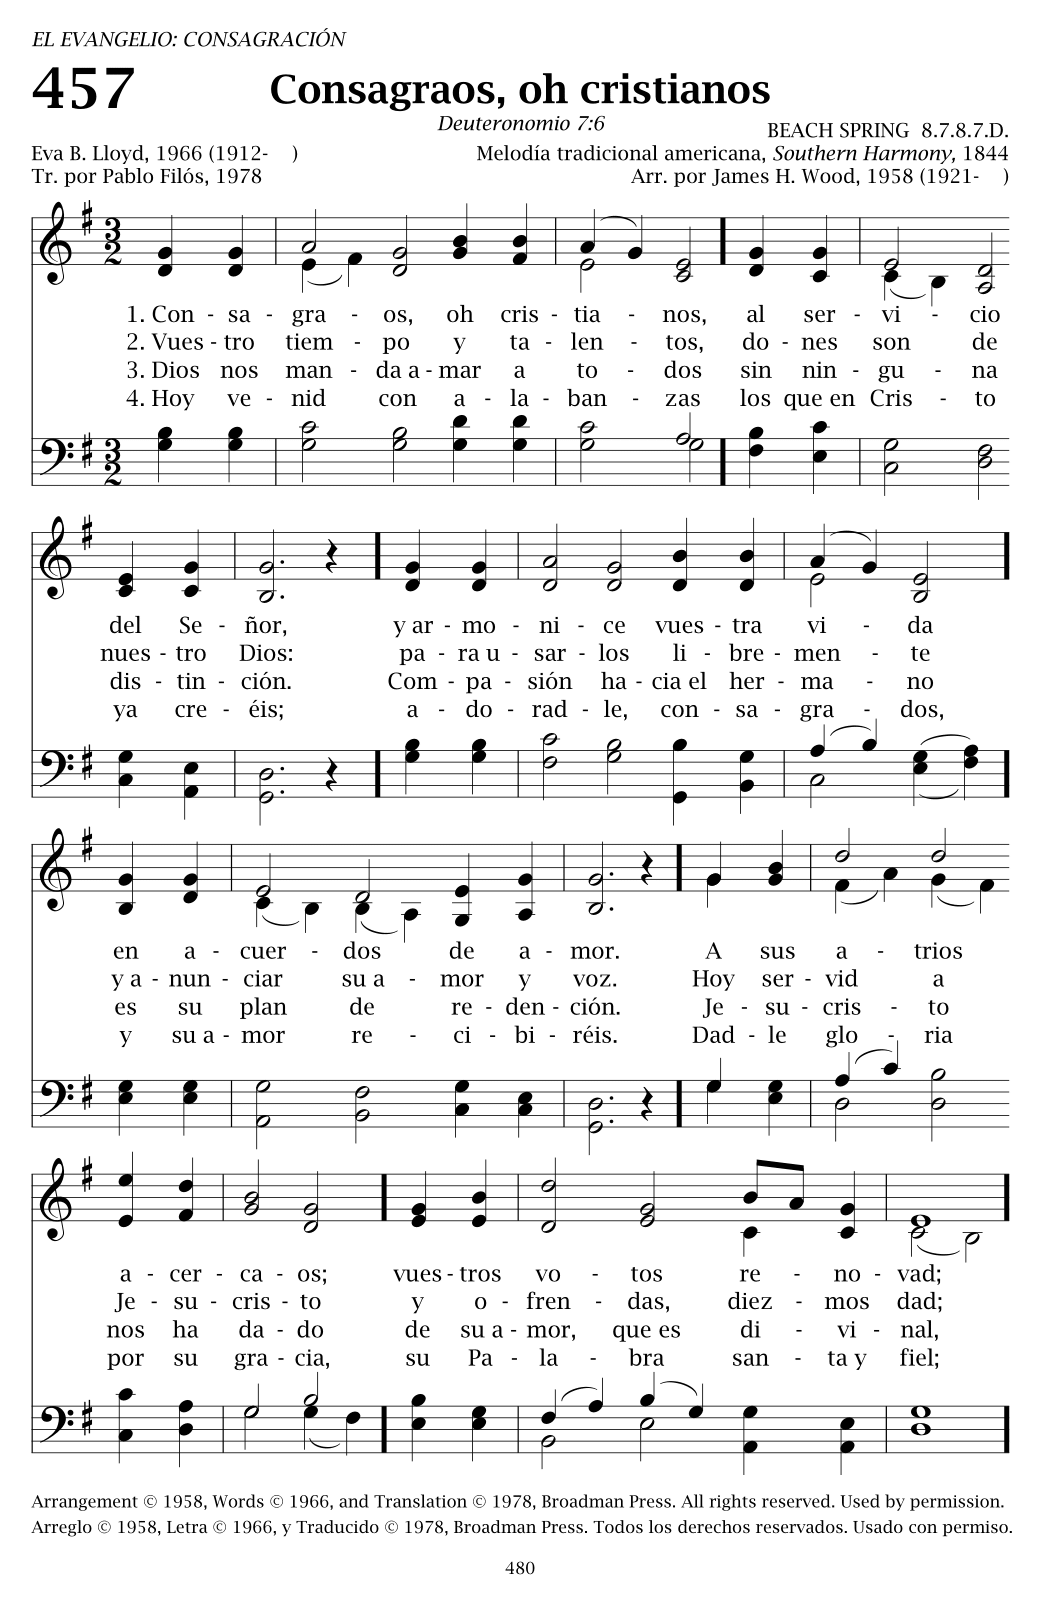 EL EVANGELIO: CONSAGRACIÓN
457 Consagraos, oh cristianos
Deuteronomio 7:6
BEACH SPRING 8.7.8.7.D.
Eva B. Lloyd, 1966 (1912- ) Melodía tradicional americana, Southern Harmony, 1844
Tr. por Pablo Filós, 1978 Arr. por James H. Wood, 1958 (1921- )
1. Con - sa - gra - os, oh cris - tia - nos, al ser - vi - cio
2. Vues - tro tiem - po y ta - len - tos, do - nes son de
3. Dios nos man - da a - mar a to - dos sin nin - gu - na
4. Hoy ve - nid con a - la - ban - zas los que en Cris - to
del Se - ñor, y ar - mo - ni - ce vues - tra vi - da
nues - tro Dios: pa - ra u - sar - los li - bre - men - te
dis - tin - ción. Com - pa - sión ha - cia el her - ma - no
ya cre - éis; a - do - rad - le, con - sa - gra - dos,
en a - cuer - dos de a - mor. A sus a - trios
y a - nun - ciar su a - mor y voz. Hoy ser - vid a
es su plan de re - den - ción. Je - su - cris - to
y su a - mor re - ci - bi - réis. Dad - le glo - ria
a - cer - ca - os; vues - tros vo - tos re - no - vad;
Je - su - cris - to y o - fren - das, diez - mos dad;
nos ha da - do de su a - mor, que es di - vi - nal,
por su gra - cia, su Pa - la - bra san - ta y fiel;
Arrangement © 1958, Words © 1966, and Translation © 1978, Broadman Press. All rights reserved. Used by permission.
Arreglo © 1958, Letra © 1966, y Traducido © 1978, Broadman Press. Todos los derechos reservados. Usado con permiso.
480